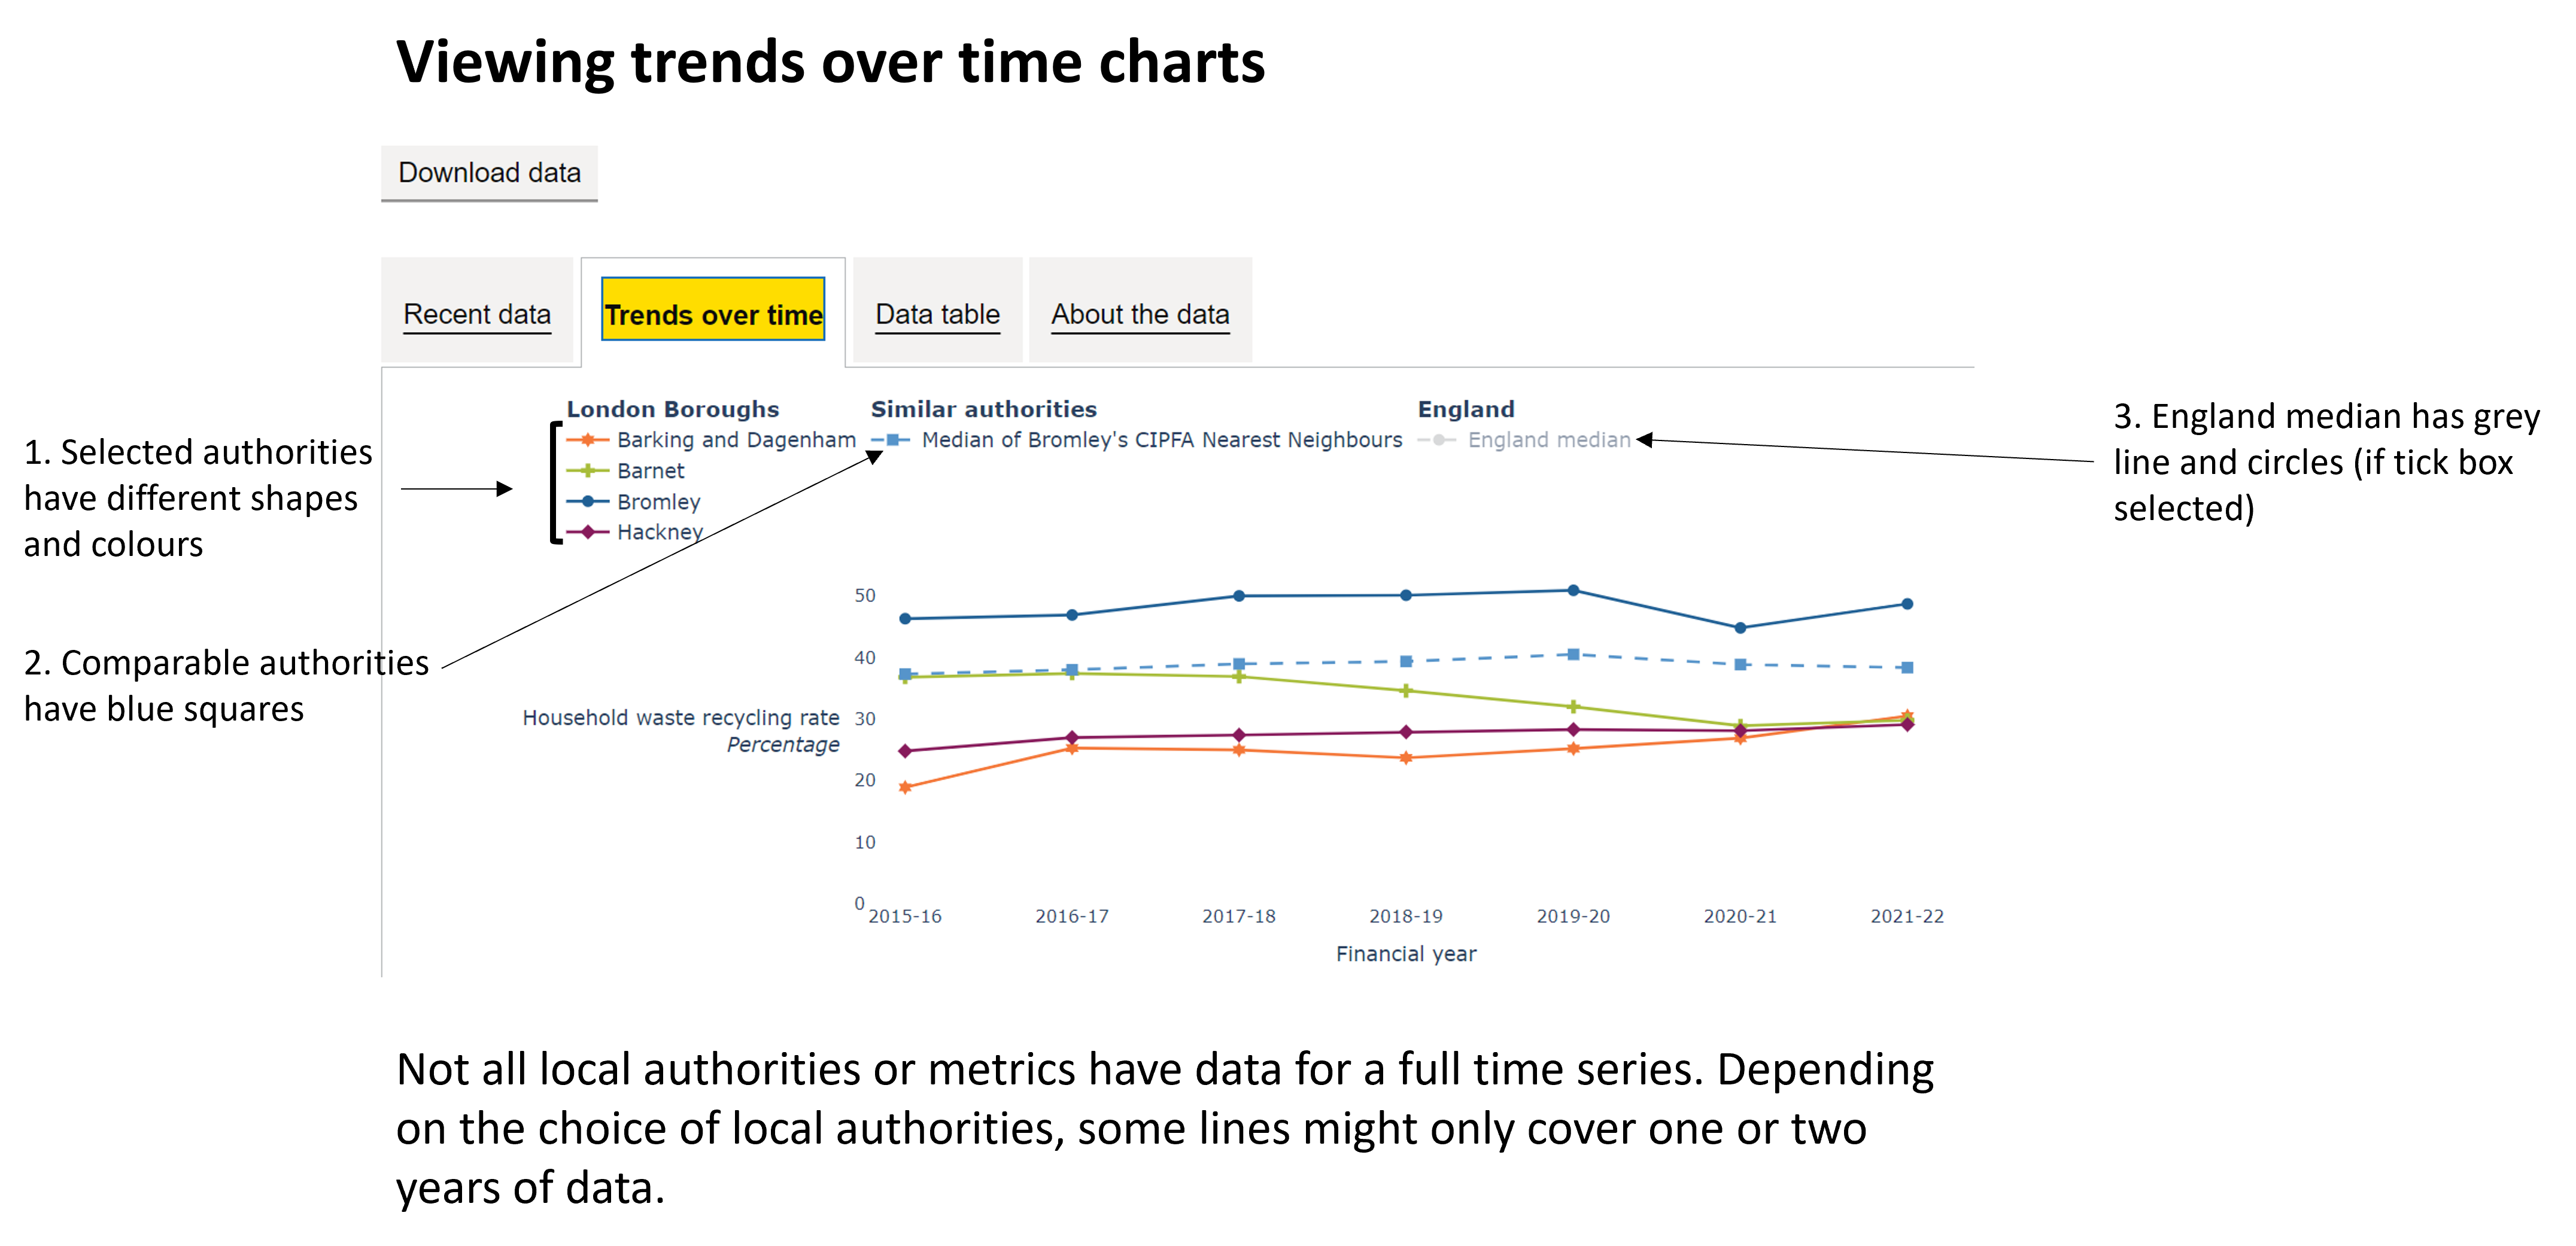 Viewing trends over time charts
Download data
Recent data
Trends over time
Data table
About the data
1. Selected authorities
have different shapes
and colours
2. Comparable authorities
have blue squares
3. England median has grey
line and circles (if tick box
selected)
London Boroughs
Barking and Dagenham
Barnet
Bromley
Hackney
Similar authorities
Median of Bromley's CIPFA Nearest Neighbours
England
England median
Household waste recycling rate
Percentage
50
40
30
20
10
0
2015-16
2016-17
2017-18
2018-19
2019-20
2020-21
2021-22
Financial year
Not all local authorities or metrics have data for a full time series. Depending
on the choice of local authorities, some lines might only cover one or two
years of data.